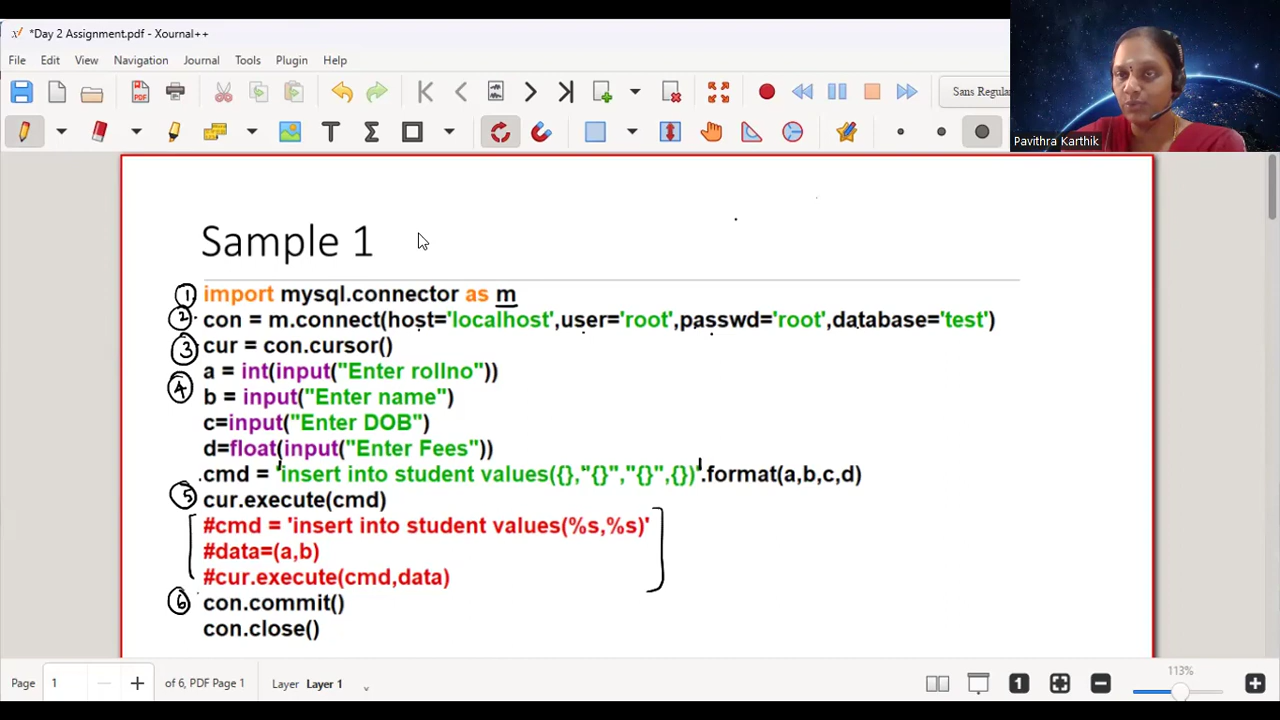 *Day 2 Assignment.pdf - Xournal++
File Edit View Navigation Journal Tools Plugin Help
Sans Regular
Pavithra Karthik
Sample 1
1 import mysql.connector as m
2 con = m.connect(host='localhost',user='root',passwd='root',database='test')
3 cur = con.cursor()
a = int(input("Enter rollno"))
4 b = input("Enter name")
c=input("Enter DOB")
d=float(input("Enter Fees"))
cmd = 'insert into student values({},"{}","{}",{})'.format(a,b,c,d)
5 cur.execute(cmd)
#cmd = 'insert into student values(%s,%s)'
#data=(a,b)
#cur.execute(cmd,data)
6 con.commit()
con.close()
Page 1 of 6, PDF Page 1 Layer Layer 1 1 113%